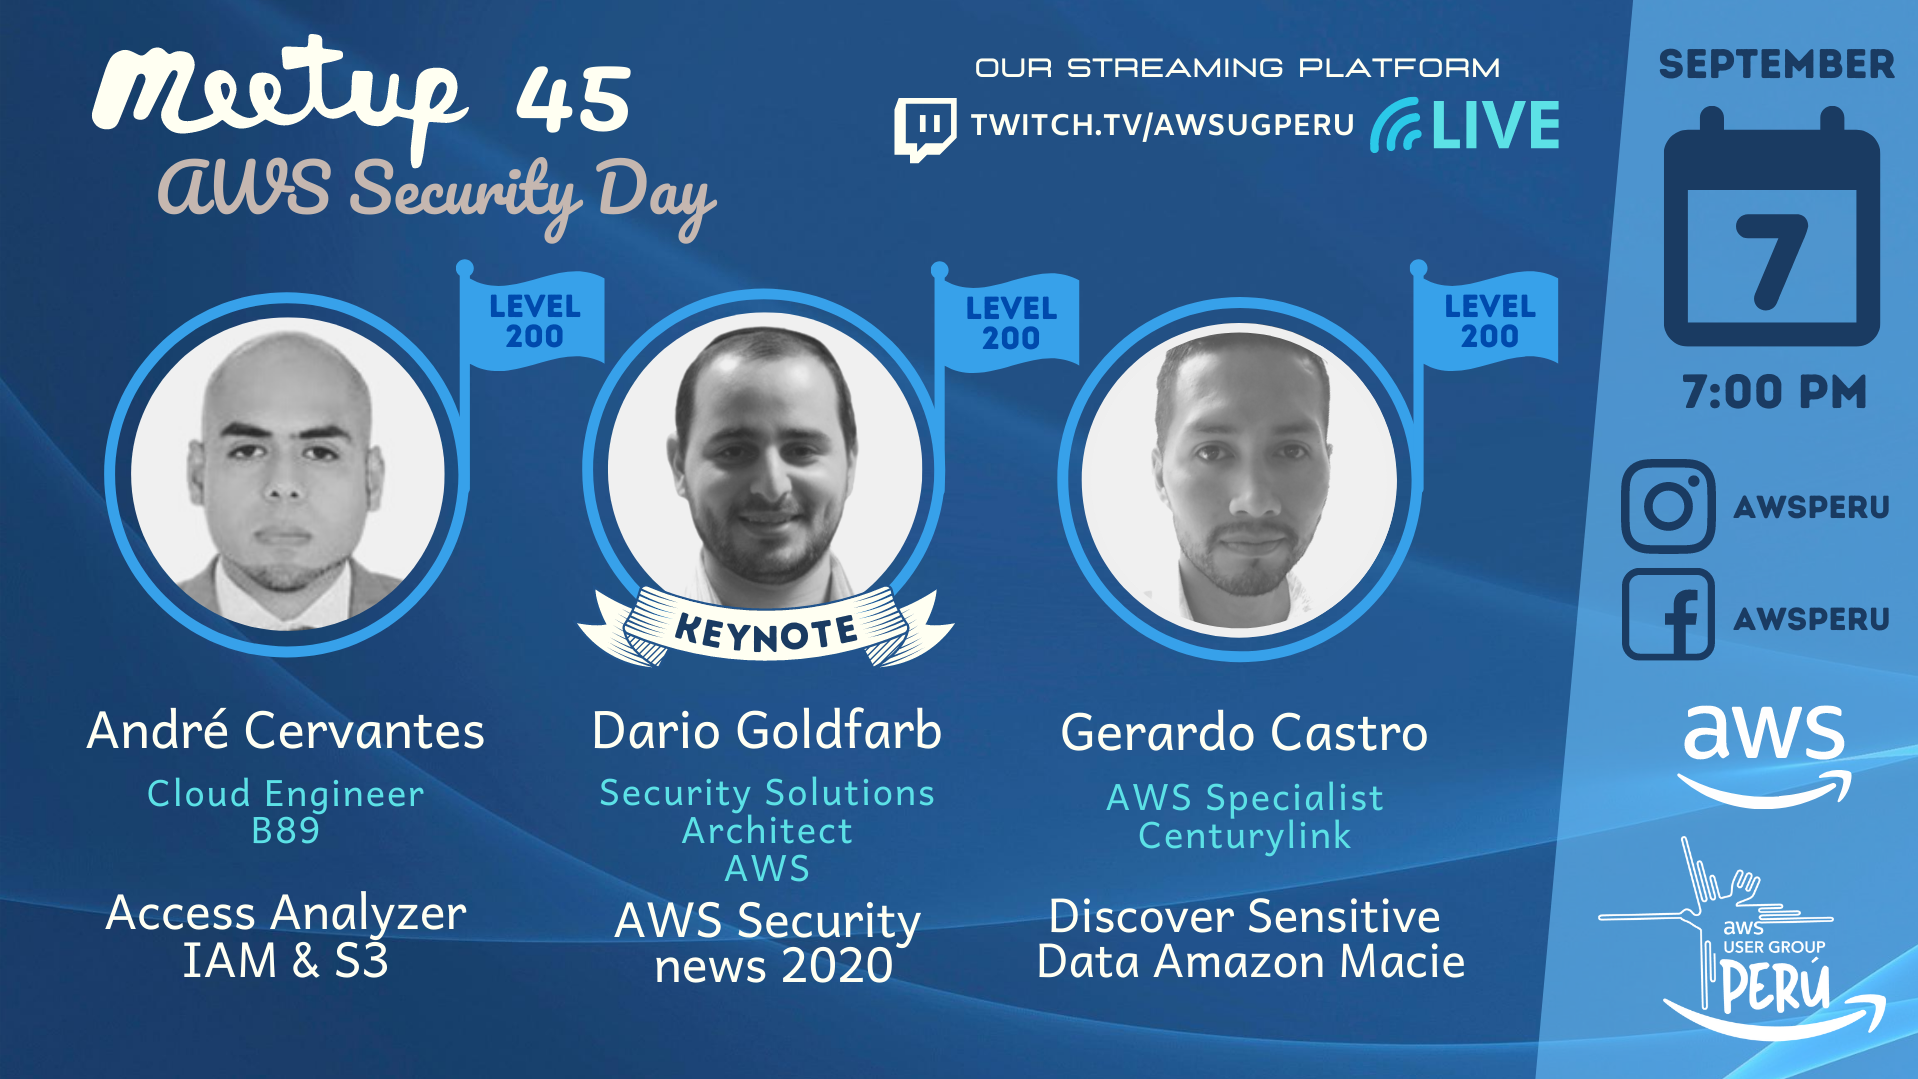 Meetup 45
AWS Security Day
OUR STREAMING PLATFORM
TWITCH.TV/AWSUGPERU LIVE
LEVEL
200
LEVEL
200
LEVEL
200
KEYNOTE
André Cervantes
Cloud Engineer
B89
Access Analyzer
IAM & S3
Dario Goldfarb
Security Solutions
Architect
AWS
AWS Security
news 2020
Gerardo Castro
AWS Specialist
Centurylink
Discover Sensitive
Data Amazon Macie
SEPTEMBER
7
7:00 PM
AWSPERU
AWSPERU
aws
aws
USER GROUP
PERÚ